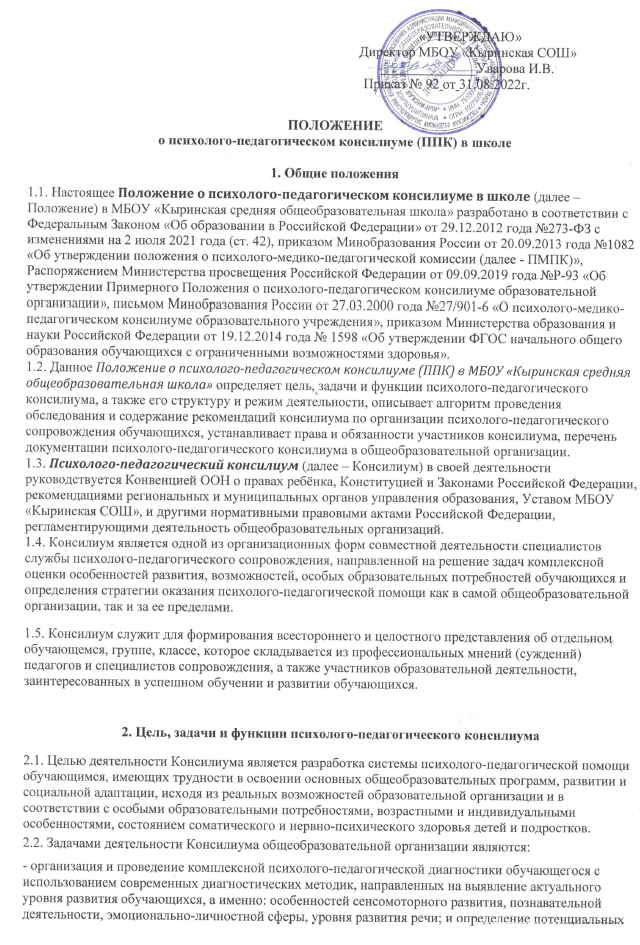 «УТВЕРЖДАЮ»
Директор МБОУ «Кыринская СОШ»
Уварова И.В.
Приказ № 92 от 31.08.2022г.
ПОЛОЖЕНИЕ
о психолого-педагогическом консилиуме (ППК) в школе
1. Общие положения
1.1. Настоящее Положение о психолого-педагогическом консилиуме в школе (далее –
Положение) в МБОУ «Кыринская средняя общеобразовательная школа» разработано в соответствии с
Федеральным Законом «Об образовании в Российской Федерации» от 29.12.2012 года №273-ФЗ с
изменениями на 2 июля 2021 года (ст. 42), приказом Минобразования России от 20.09.2013 года №1082
«Об утверждении положения о психолого-медико-педагогической комиссии (далее - ПМПК)»,
Распоряжением Министерства просвещения Российской Федерации от 09.09.2019 года №Р-93 «Об
утверждении Примерного Положения о психолого-педагогическом консилиуме образовательной
организации», письмом Минобразования России от 27.03.2000 года №27/901-6 «О психолого-медико-
педагогическом консилиуме образовательного учреждения», приказом Министерства образования и
науки Российской Федерации от 19.12.2014 года № 1598 «Об утверждении ФГОС начального общего
образования обучающихся с ограниченными возможностями здоровья».
1.2. Данное Положение о психолого-педагогическом консилиуме (ППК) в МБОУ «Кыринская средняя
общеобразовательная школа» определяет цель, задачи и функции психолого-педагогического
консилиума, а также его структуру и режим деятельности, описывает алгоритм проведения
обследования и содержание рекомендаций консилиума по организации психолого-педагогического
сопровождения обучающихся, устанавливает права и обязанности участников консилиума, перечень
документации психолого-педагогического консилиума в общеобразовательной организации.
1.3. Психолого-педагогический консилиум (далее – Консилиум) в своей деятельности
руководствуется Конвенцией ООН о правах ребёнка, Конституцией и Законами Российской Федерации,
рекомендациями региональных и муниципальных органов управления образования, Уставом МБОУ
«Кыринская СОШ», и другими нормативными правовыми актами Российской Федерации,
регламентирующими деятельность общеобразовательных организаций.
1.4. Консилиум является одной из организационных форм совместной деятельности специалистов
службы психолого-педагогического сопровождения, направленной на решение задач комплексной
оценки особенностей развития, возможностей, особых образовательных потребностей обучающихся и
определения стратегии оказания психолого-педагогической помощи как в самой общеобразовательной
организации, так и за ее пределами.
1.5. Консилиум служит для формирования всестороннего и целостного представления об отдельном
обучающемся, группе, классе, которое складывается из профессиональных мнений (суждений)
педагогов и специалистов сопровождения, а также участников образовательной деятельности,
заинтересованных в успешном обучении и развитии обучающихся.
2. Цель, задачи и функции психолого-педагогического консилиума
2.1. Целью деятельности Консилиума является разработка системы психолого-педагогической помощи
обучающимся, имеющих трудности в освоении основных общеобразовательных программ, развитии и
социальной адаптации, исходя из реальных возможностей образовательной организации и в
соответствии с особыми образовательными потребностями, возрастными и индивидуальными
особенностями, состоянием соматического и нервно-психического здоровья детей и подростков.
2.2. Задачами деятельности Консилиума общеобразовательной организации являются:
- организация и проведение комплексной психолого-педагогической диагностики обучающегося с
использованием современных диагностических методик, направленных на выявление актуального
уровня развития обучающихся, а именно: особенностей сенсомоторного развития, познавательной
деятельности, эмоционально-личностной сферы, уровня развития речи; и определение потенциальных